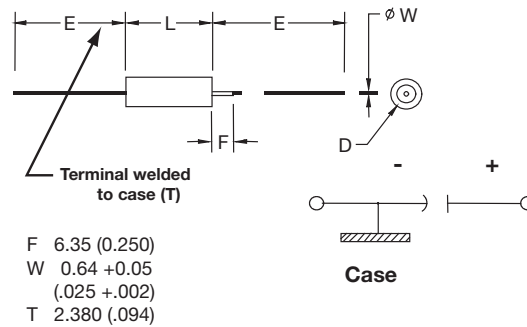 E L E ø W
F
D
Terminal welded
to case (T)
- +
F 6.35 (0.250)
W 0.64 +0.05
(.025 +.002)
T 2.380 (.094)
Case